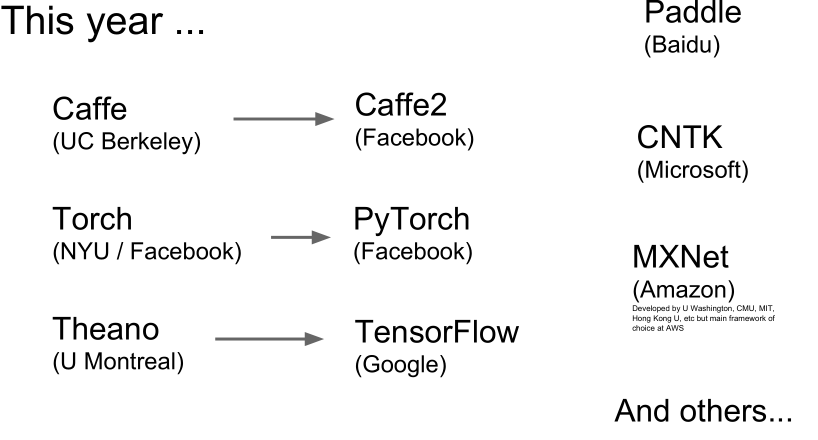 This year ...
Caffe
(UC Berkeley)
Caffe2
(Facebook)
Torch
(NYU / Facebook)
PyTorch
(Facebook)
Theano
(U Montreal)
TensorFlow
(Google)
Paddle
(Baidu)
CNTK
(Microsoft)
MXNet
(Amazon)
Developed by U Washington, CMU, MIT,
Hong Kong U, etc but main framework of
choice at AWS
And others...